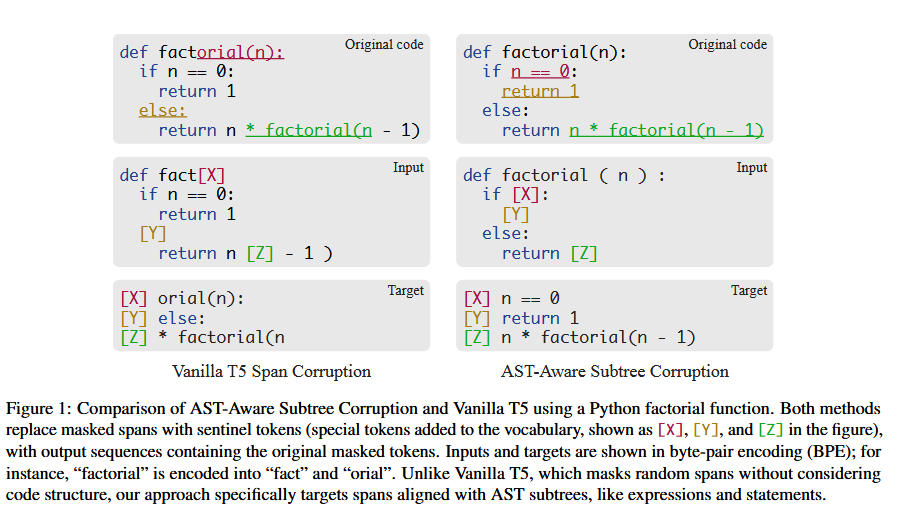 Original code
def factorial(n):
  if n == 0:
    return 1
  else:
    return n * factorial(n - 1)
Input
def fact[X]
  if n == 0:
    return 1
  [Y]
    return n [Z] - 1 )
Target
[X] orial(n):
[Y] else:
[Z] * factorial(n
Vanilla T5 Span Corruption
Original code
def factorial(n):
  if n == 0:
    return 1
  else:
    return n * factorial(n - 1)
Input
def factorial ( n ) :
  if [X]:
    [Y]
  else:
    return [Z]
Target
[X] n == 0
[Y] return 1
[Z] n * factorial(n - 1)
AST-Aware Subtree Corruption
Figure 1: Comparison of AST-Aware Subtree Corruption and Vanilla T5 using a Python factorial function. Both methods
replace masked spans with sentinel tokens (special tokens added to the vocabulary, shown as [X], [Y], and [Z] in the figure),
with output sequences containing the original masked tokens. Inputs and targets are shown in byte-pair encoding (BPE); for
instance, “factorial” is encoded into “fact” and “orial”. Unlike Vanilla T5, which masks random spans without considering
code structure, our approach specifically targets spans aligned with AST subtrees, like expressions and statements.